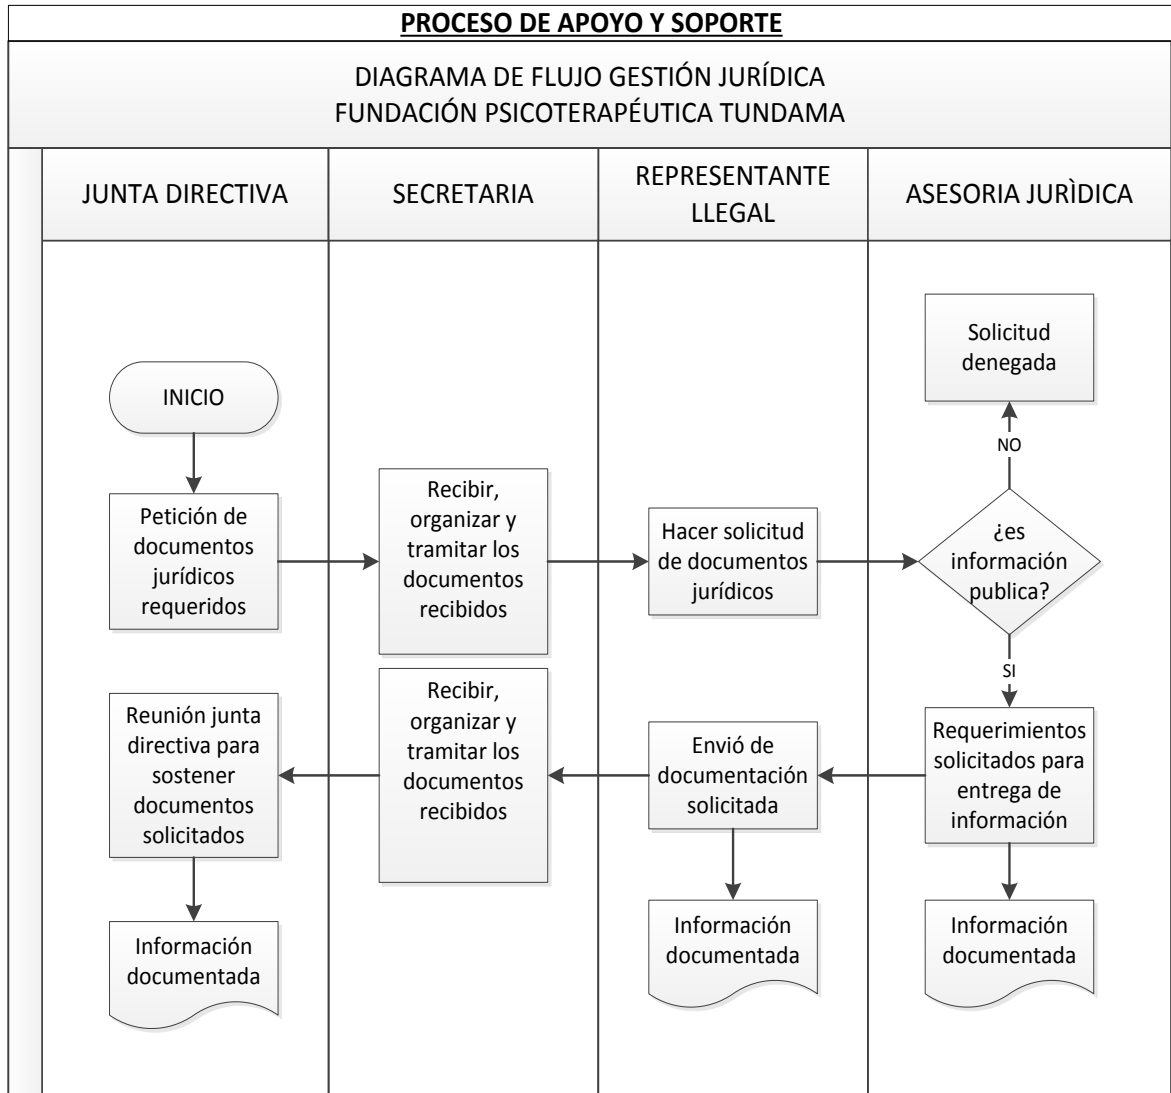 PROCESO DE APOYO Y SOPORTE
DIAGRAMA DE FLUJO GESTIÓN JURÍDICA
FUNDACIÓN PSICOTERAPÉUTICA TUNDAMA
JUNTA DIRECTIVA
SECRETARIA
REPRESENTANTE
LLEGAL
ASESORIA JURÌDICA
INICIO
Petición de
documentos
jurídicos
requeridos
Recibir,
organizar y
tramitar los
documentos
recibidos
Hacer solicitud
de documentos
jurídicos
¿es
información
publica?
NO
Solicitud
denegada
SI
Requerimientos
solicitados para
entrega de
información
Envió de
documentación
solicitada
Recibir,
organizar y
tramitar los
documentos
recibidos
Reunión junta
directiva para
sostener
documentos
solicitados
Información
documentada
Información
documentada
Información
documentada